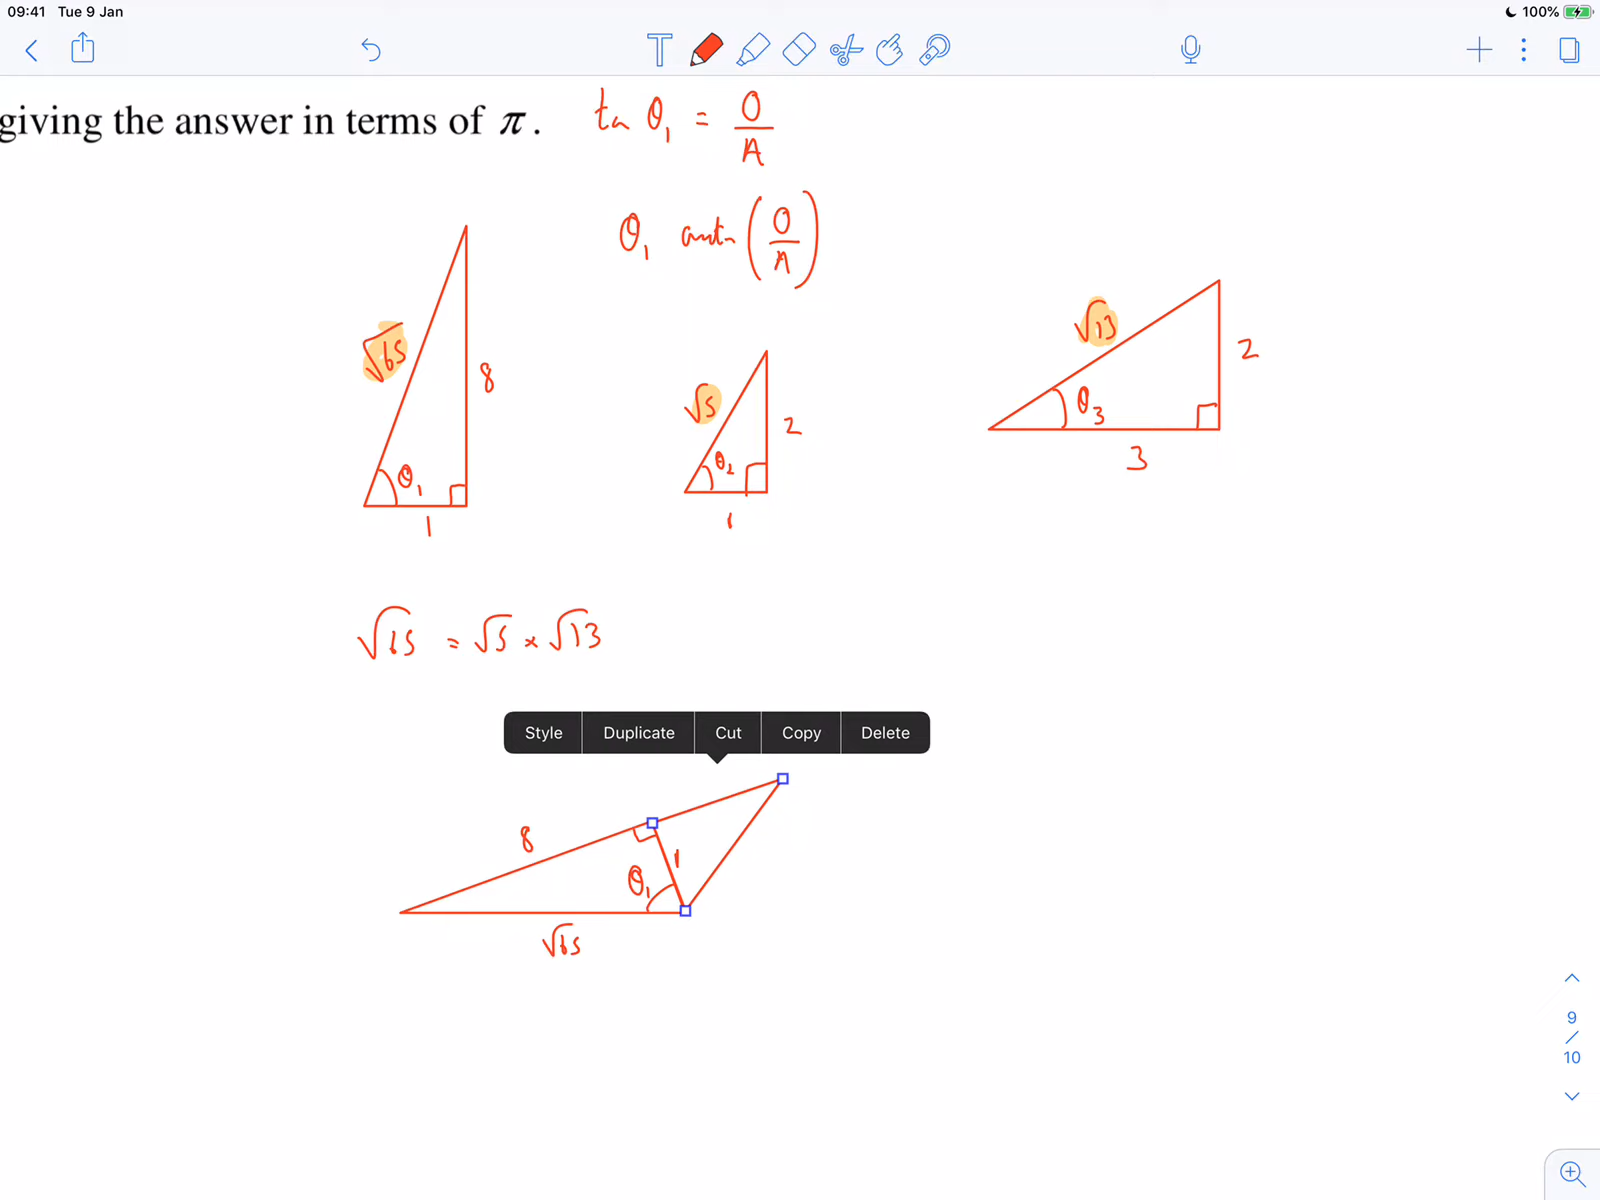 09:41 Tue 9 Jan 100%
T
giving the answer in terms of π.
tan θ₁ = O/A
θ₁ arctan (O/A)
√65
8
θ₁
1
√5
2
θ₂
1
√13
2
θ₃
3
√65 = √5 × √13
Style Duplicate Cut Copy Delete
8
1
θ₁
√65
9
/
10